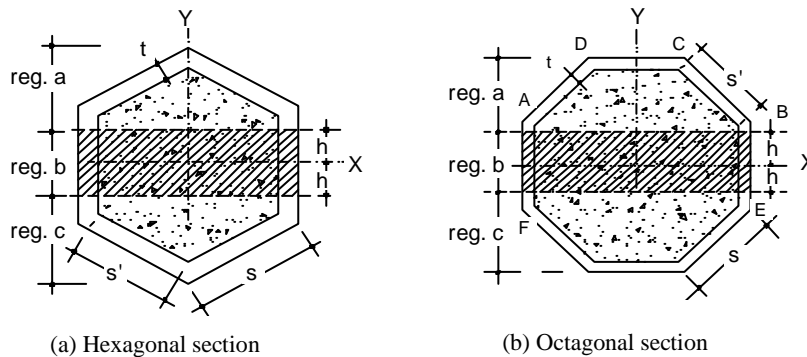 Y
t
reg. a
h
X
reg. b
h
reg. c
s'
s
(a) Hexagonal section
Y
D
C
t
s'
reg. a
A
B
h
X
reg. b
h
reg. c
F
E
s
(b) Octagonal section